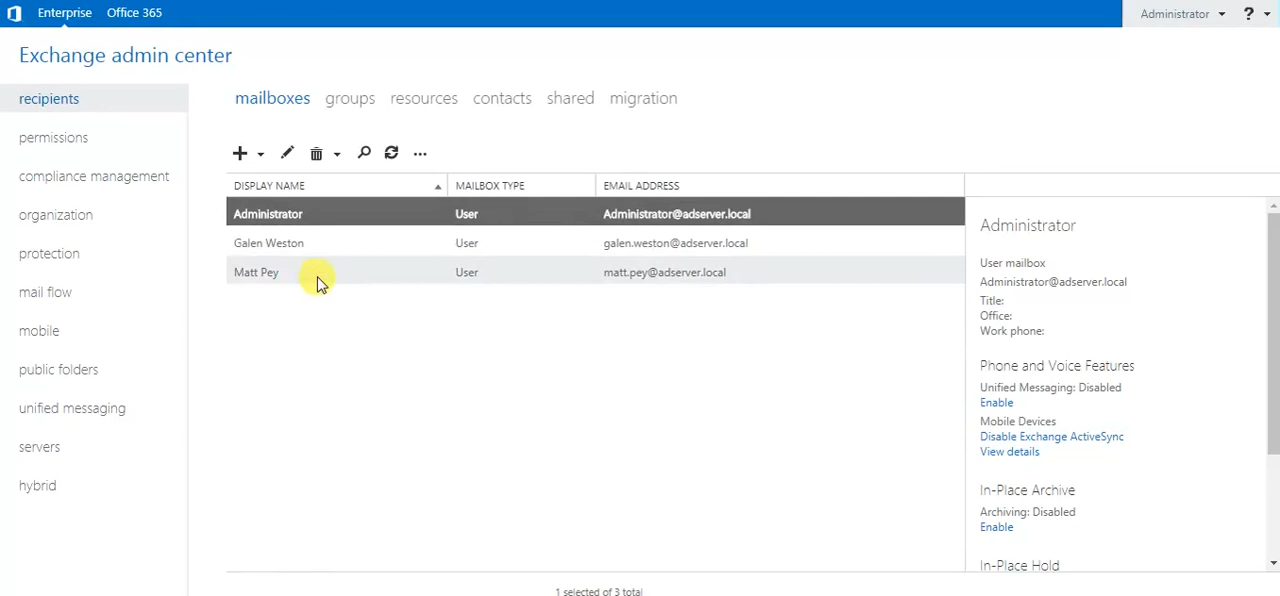 Enterprise Office 365
Administrator ?
Exchange admin center
recipients
permissions
compliance management
organization
protection
mail flow
mobile
public folders
unified messaging
servers
hybrid
mailboxes groups resources contacts shared migration
DISPLAY NAME MAILBOX TYPE EMAIL ADDRESS
Administrator User Administrator@adserver.local
Galen Weston User galen.weston@adserver.local
Matt Pey User matt.pey@adserver.local
1 selected of 3 total
Administrator
User mailbox
Administrator@adserver.local
Title:
Office:
Work phone:
Phone and Voice Features
Unified Messaging: Disabled
Enable
Mobile Devices
Disable Exchange ActiveSync
View details
In-Place Archive
Archiving: Disabled
Enable
In-Place Hold